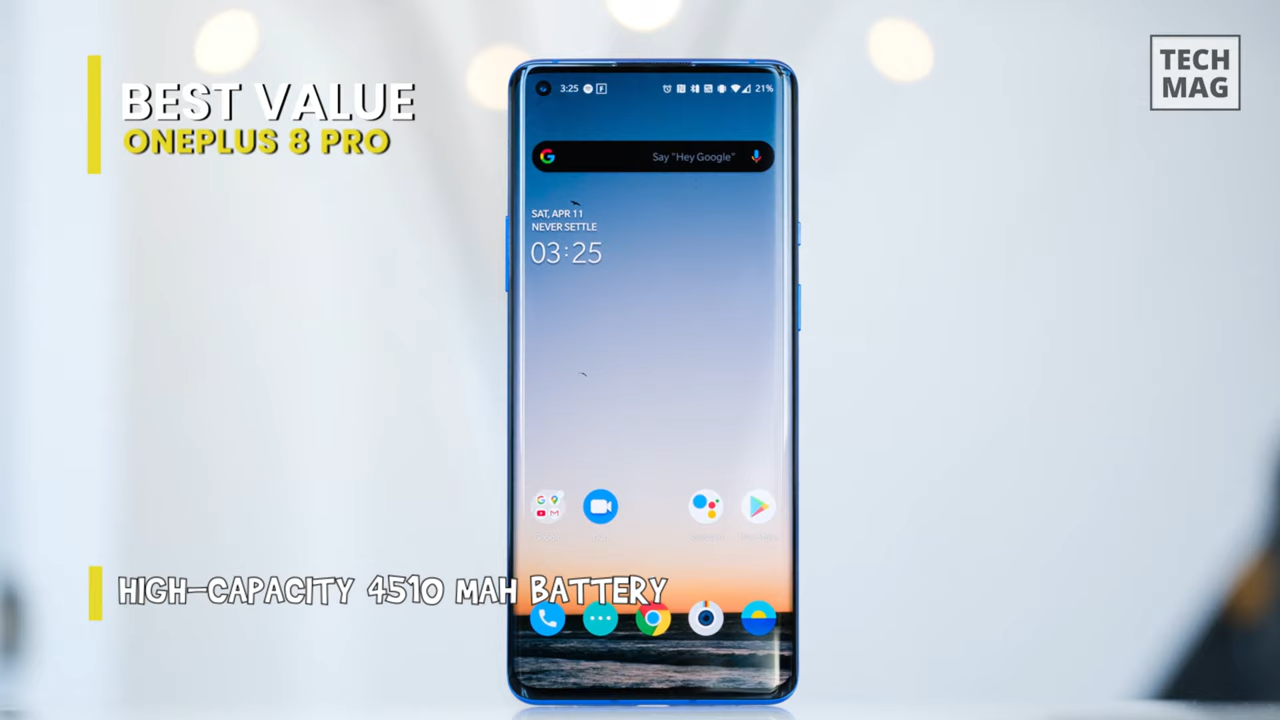 BEST VALUE
ONEPLUS 8 PRO
TECH
MAG
3:25
21%
Say "Hey Google"
SAT, APR 11
NEVER SETTLE
03:25
HIGH-CAPACITY 4510 MAH BATTERY